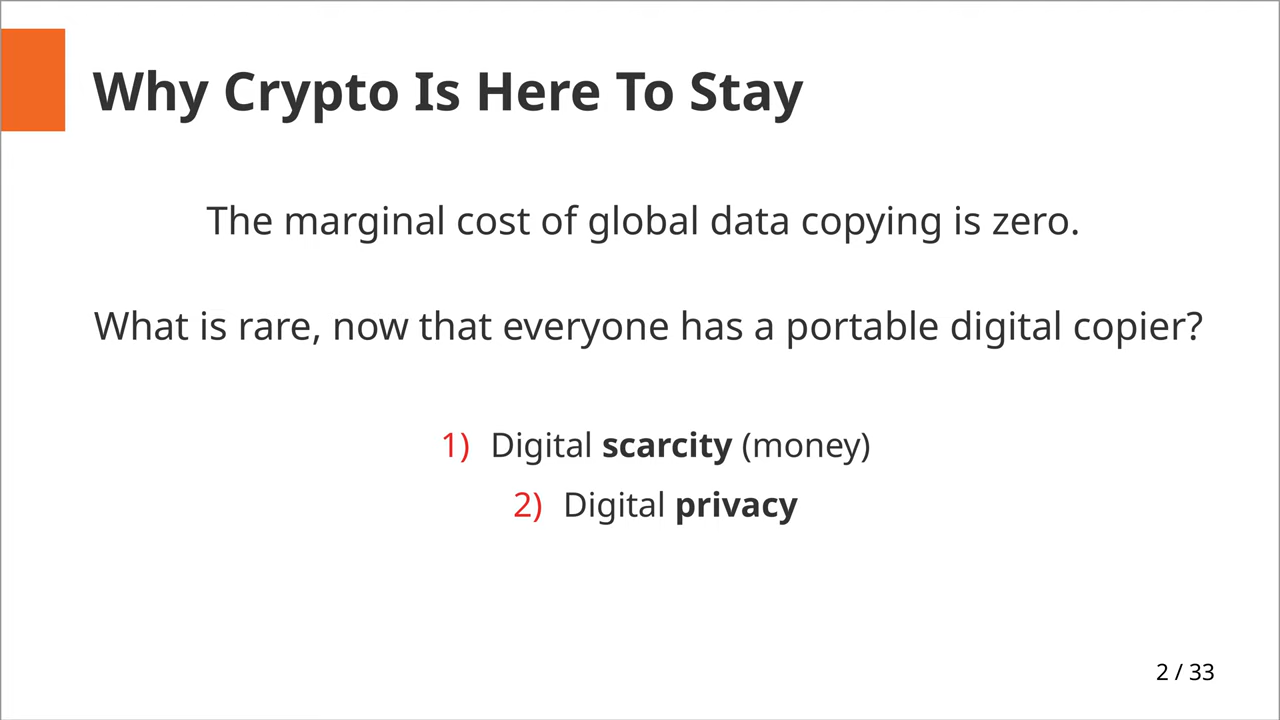 Why Crypto Is Here To Stay
The marginal cost of global data copying is zero.
What is rare, now that everyone has a portable digital copier?
1) Digital scarcity (money)
2) Digital privacy
2 / 33